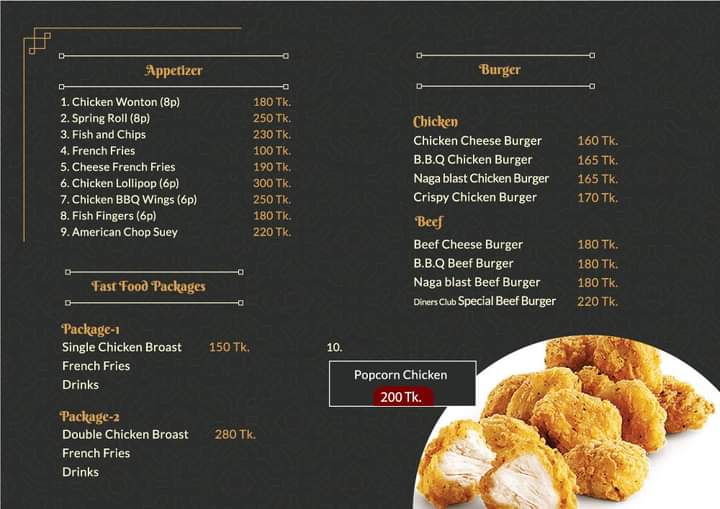 Appetizer
1. Chicken Wonton (8p) 180 Tk.
2. Spring Roll (8p) 250 Tk.
3. Fish and Chips 230 Tk.
4. French Fries 100 Tk.
5. Cheese French Fries 190 Tk.
6. Chicken Lollipop (6p) 300 Tk.
7. Chicken BBQ Wings (6p) 250 Tk.
8. Fish Fingers (6p) 180 Tk.
9. American Chop Suey 220 Tk.
Fast Food Packages
Package-1
Single Chicken Broast 150 Tk.
French Fries
Drinks
Package-2
Double Chicken Broast 280 Tk.
French Fries
Drinks
10.
Popcorn Chicken
200 Tk.
Burger
Chicken
Chicken Cheese Burger 160 Tk.
B.B.Q Chicken Burger 165 Tk.
Naga blast Chicken Burger 165 Tk.
Crispy Chicken Burger 170 Tk.
Beef
Beef Cheese Burger 180 Tk.
B.B.Q Beef Burger 180 Tk.
Naga blast Beef Burger 180 Tk.
Diners Club Special Beef Burger 220 Tk.